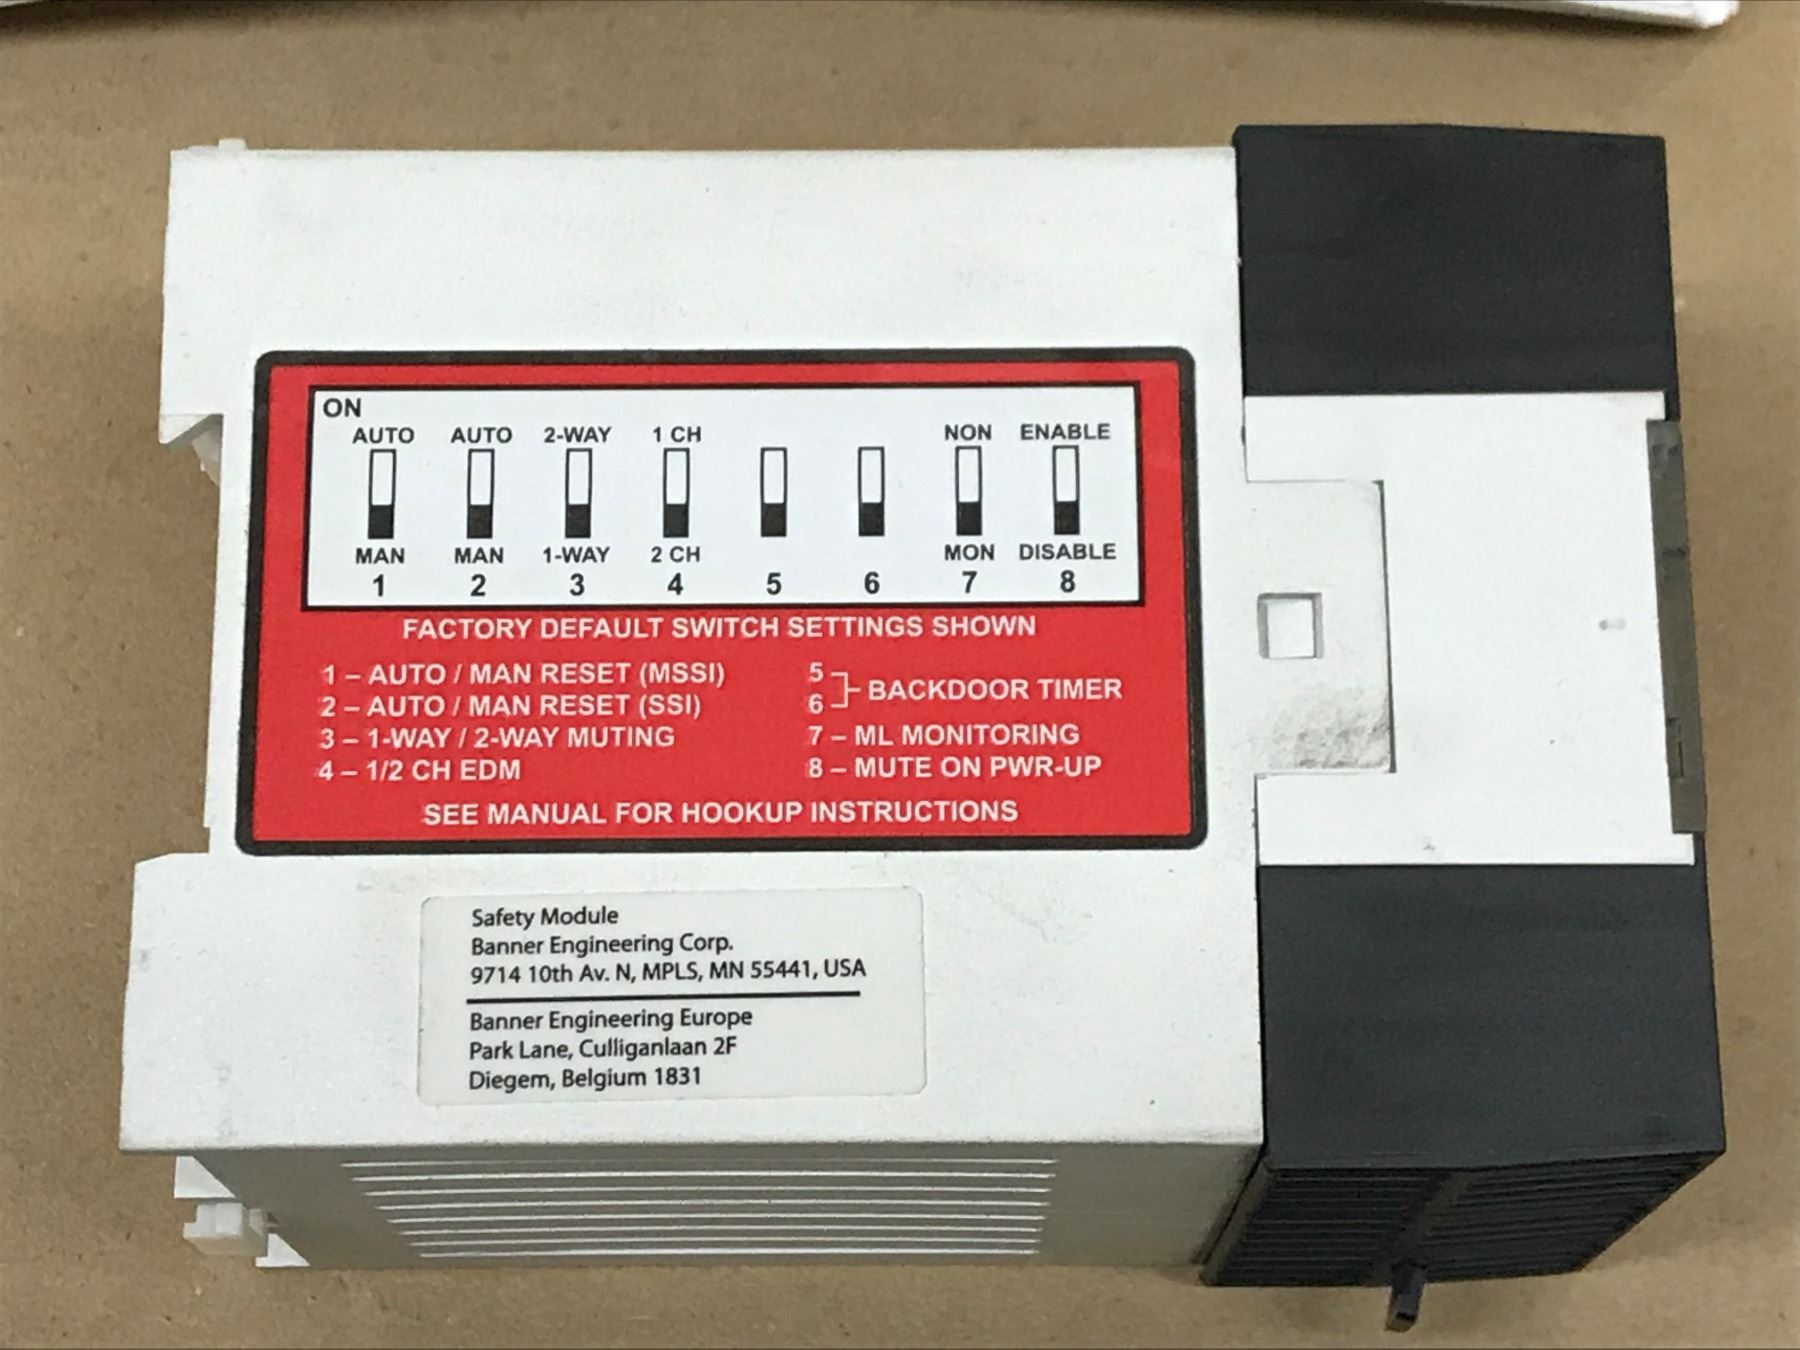 ON
AUTO AUTO 2-WAY 1 CH NON ENABLE
MAN MAN 1-WAY 2 CH MON DISABLE
1 2 3 4 5 6 7 8
FACTORY DEFAULT SWITCH SETTINGS SHOWN
1 – AUTO / MAN RESET (MSSI)
2 – AUTO / MAN RESET (SSI)
3 – 1-WAY / 2-WAY MUTING
4 – 1/2 CH EDM
5
6
BACKDOOR TIMER
7 – ML MONITORING
8 – MUTE ON PWR-UP
SEE MANUAL FOR HOOKUP INSTRUCTIONS
Safety Module
Banner Engineering Corp.
9714 10th Av. N, MPLS, MN 55441, USA
Banner Engineering Europe
Park Lane, Culliganlaan 2F
Diegem, Belgium 1831